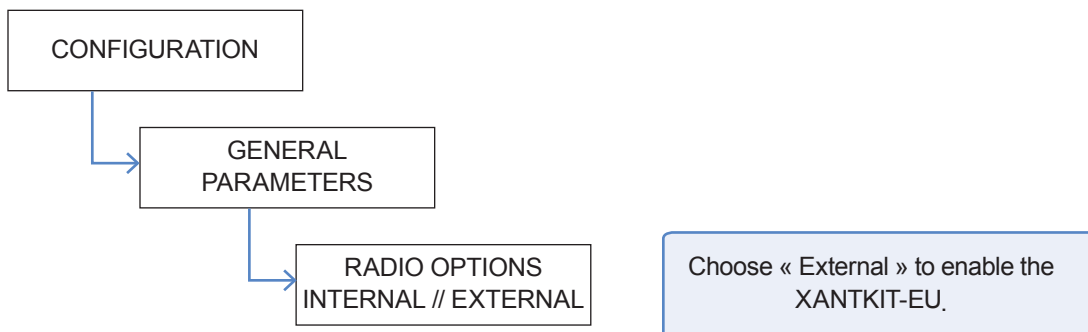 CONFIGURATION
GENERAL
PARAMETERS
RADIO OPTIONS
INTERNAL // EXTERNAL
Choose « External » to enable the
XANTKIT-EU.